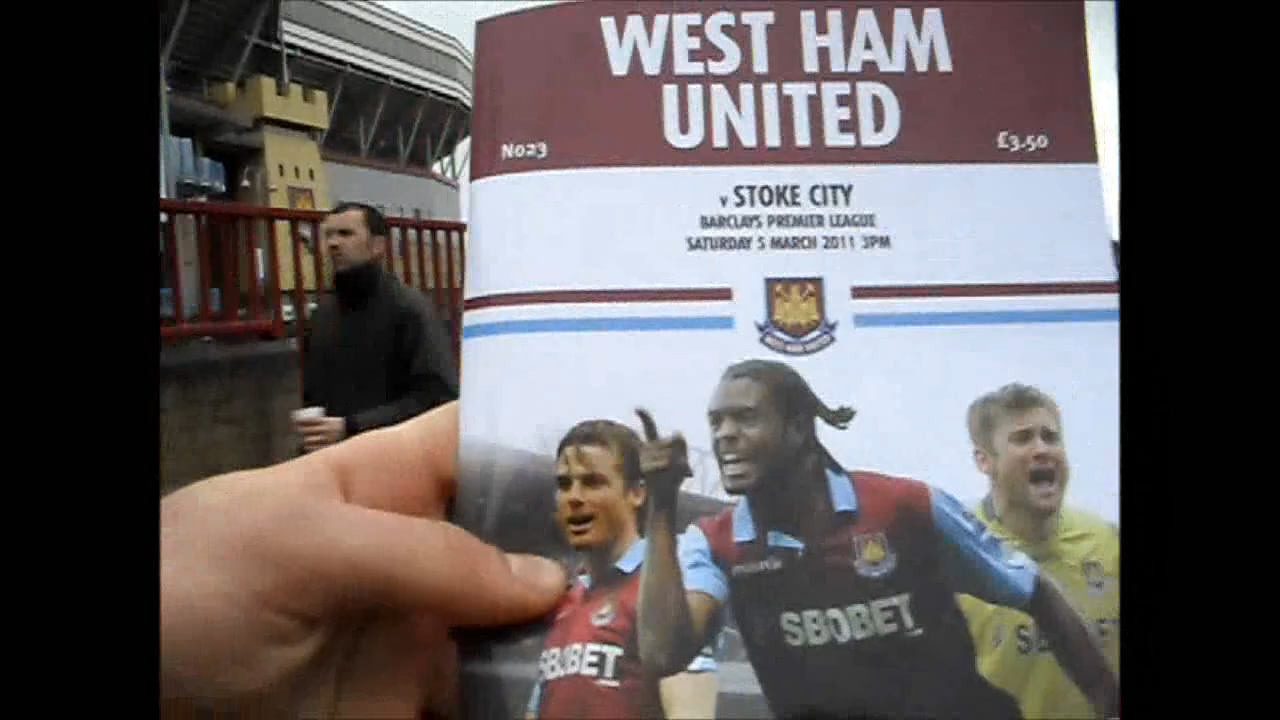 WEST HAM
UNITED
No23
£3.50
v STOKE CITY
BARCLAYS PREMIER LEAGUE
SATURDAY 5 MARCH 2011 3PM
SBOBET
SBOBET